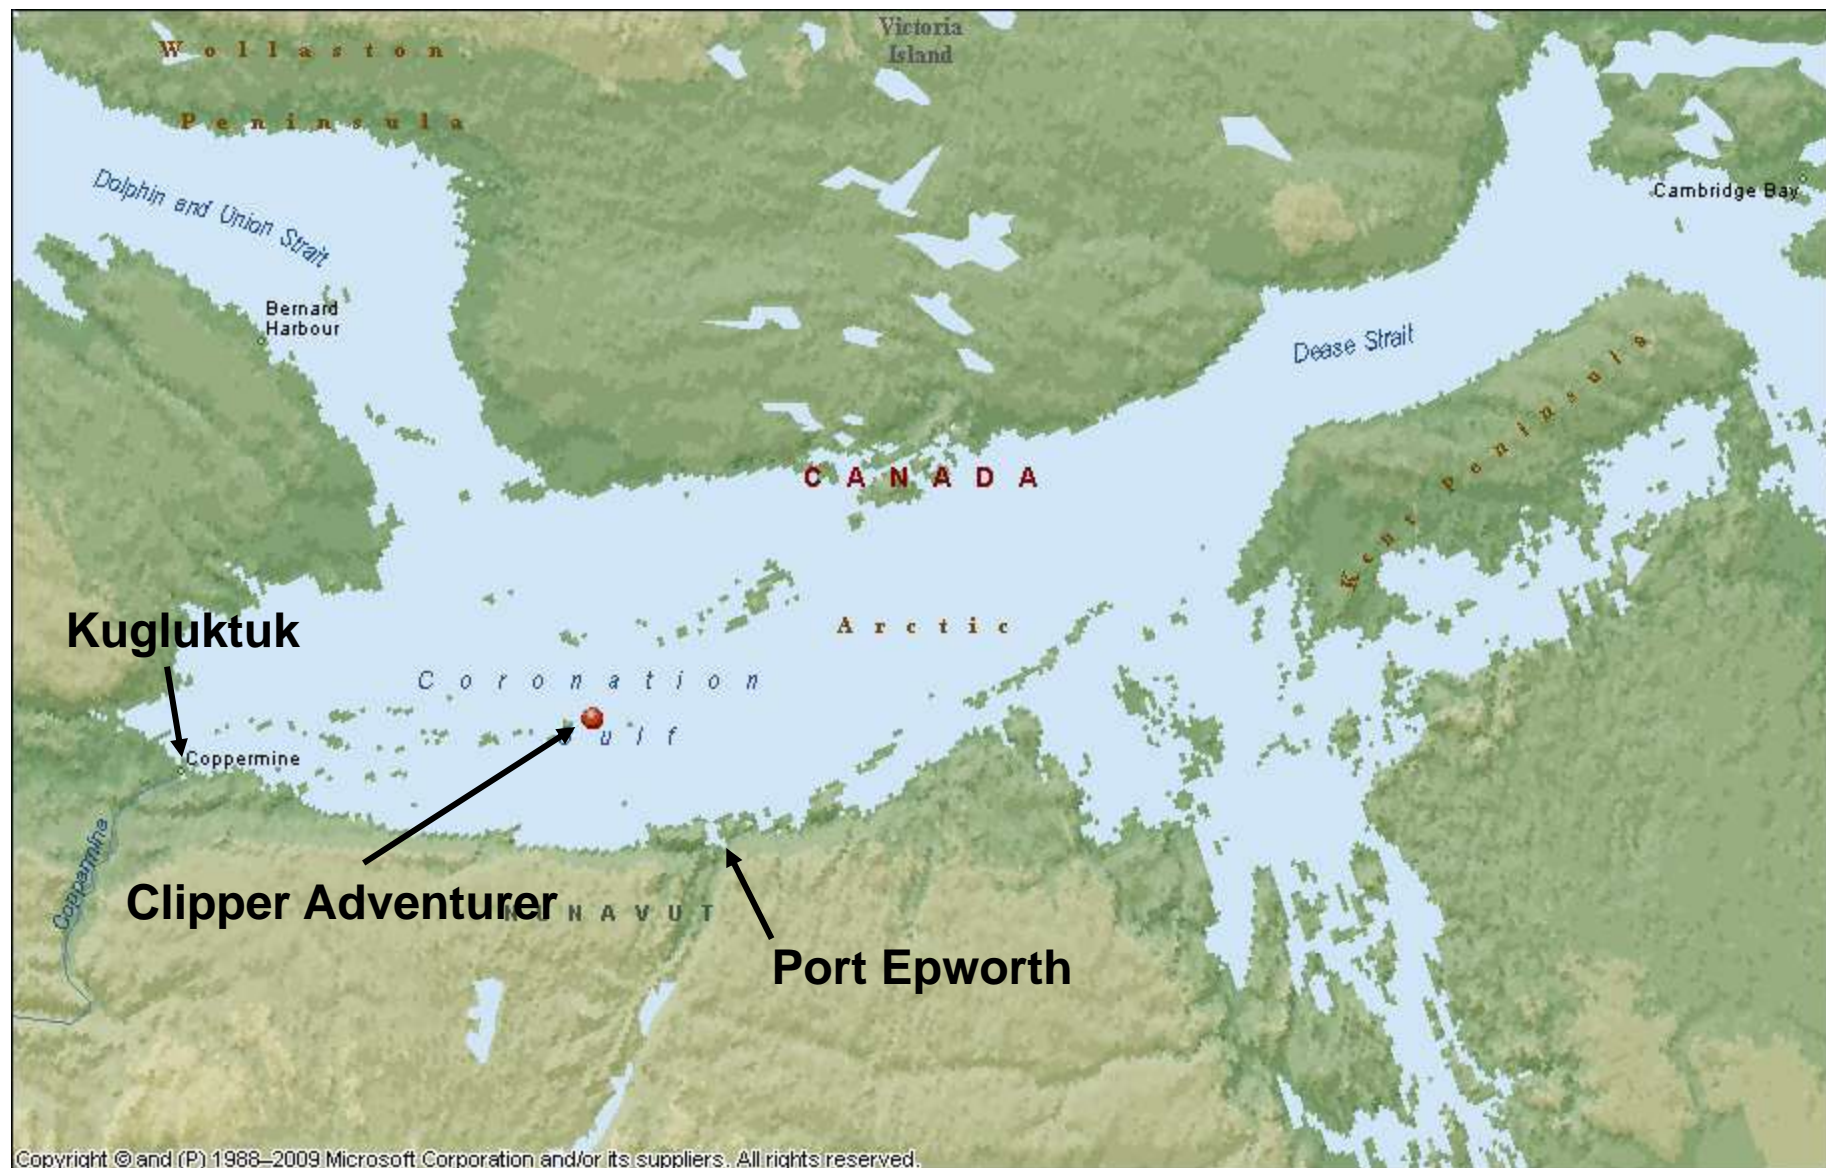 Victoria
Island
Wollaston
Peninsula
Dolphin and Union Strait
Cambridge Bay
Bernard
Harbour
Dease Strait
Kent Peninsula
CANADA
Arctic
Kugluktuk
Coronation
Gulf
Coppermine
Coppermine
Clipper Adventurer
NUNAVUT
Port Epworth
Copyright © and (P) 1988–2009 Microsoft Corporation and/or its suppliers. All rights reserved.